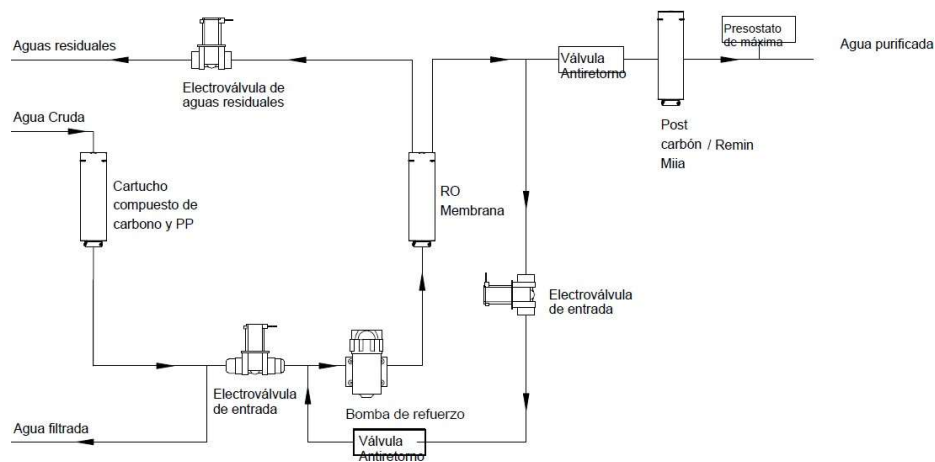 Aguas residuales
Electroválvula de
aguas residuales
Válvula
Antiretorno
Presostato
de máxima
Agua purificada
Agua Cruda
Cartucho
compuesto de
carbono y PP
RO
Membrana
Post
carbón / Remin
Miia
Electroválvula
de entrada
Electroválvula
de entrada
Bomba de refuerzo
Agua filtrada
Válvula
Antiretorno